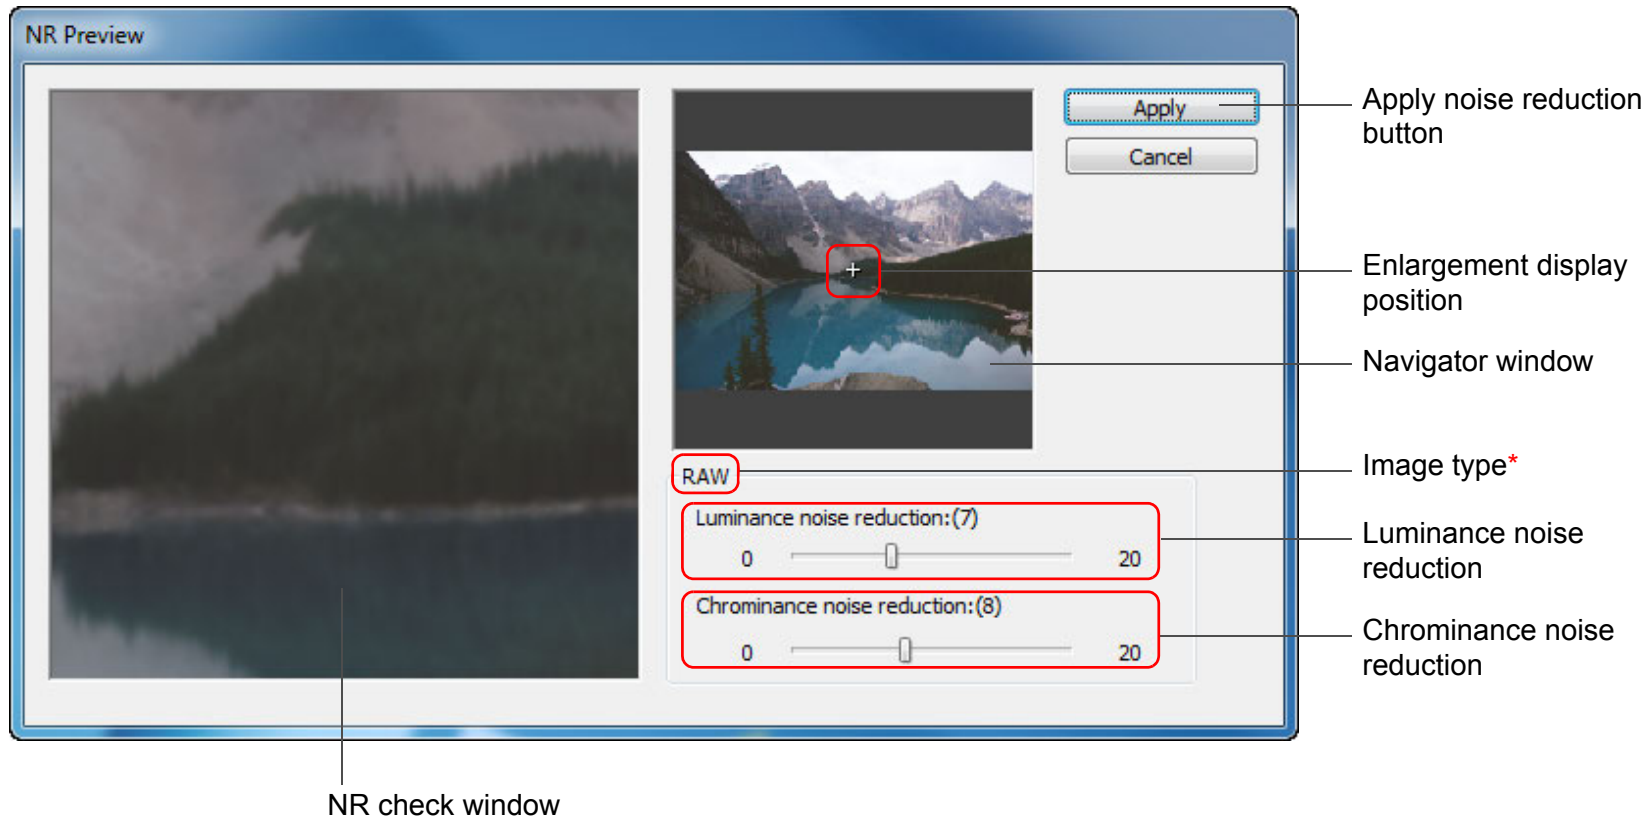 NR Preview
Apply
Cancel
RAW
Luminance noise reduction:(7)
0
20
Chrominance noise reduction:(8)
0
20
Apply noise reduction
button
Enlargement display
position
Navigator window
Image type*
Luminance noise
reduction
Chrominance noise
reduction
NR check window